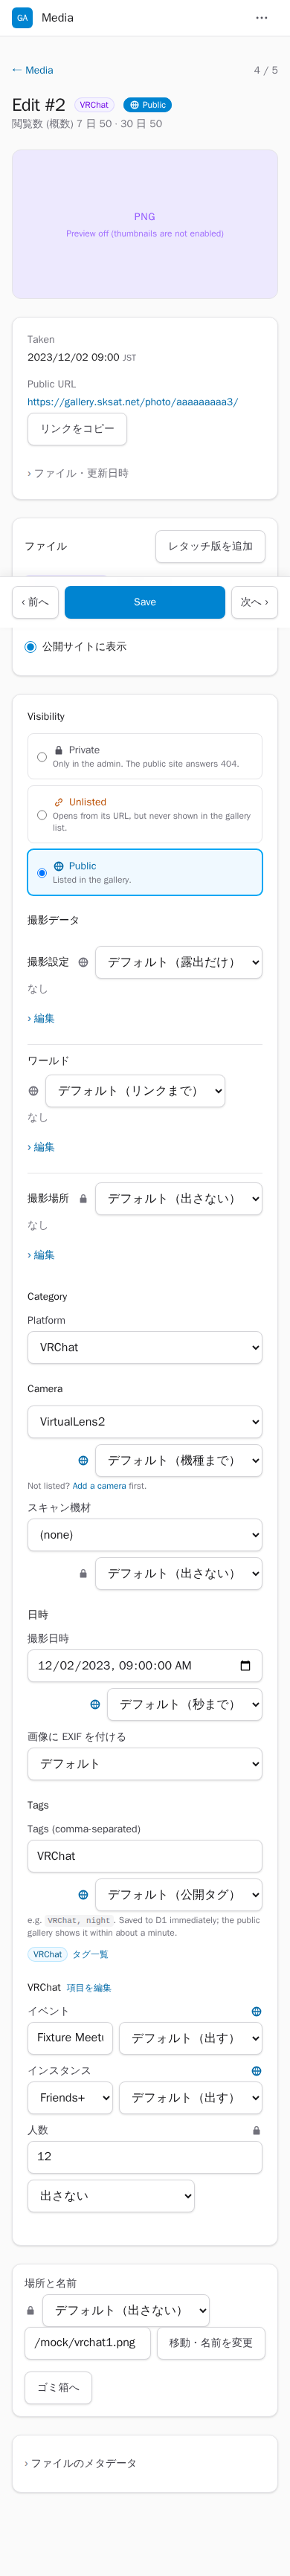 GA Media ···
← Media 4 / 5
Edit #2 VRChat Public
閲覧数 (概数) 7 日 50 · 30 日 50
PNG
Preview off (thumbnails are not enabled)
Taken
2023/12/02 09:00 JST
Public URL
https://gallery.sksat.net/photo/aaaaaaaaa3/
リンクをコピー
› ファイル・更新日時
ファイル レタッチ版を追加
‹ 前へ Save 次へ ›
公開サイトに表示
Visibility
Private
Only in the admin. The public site answers 404.
Unlisted
Opens from its URL, but never shown in the gallery
list.
Public
Listed in the gallery.
撮影データ
撮影設定 デフォルト（露出だけ）
なし
› 編集
ワールド
デフォルト（リンクまで）
なし
› 編集
撮影場所 デフォルト（出さない）
なし
› 編集
Category
Platform
VRChat
Camera
VirtualLens2
デフォルト（機種まで）
Not listed? Add a camera first.
スキャン機材
(none)
デフォルト（出さない）
日時
撮影日時
12/02/2023, 09:00:00 AM
デフォルト（秒まで）
画像に EXIF を付ける
デフォルト
Tags
Tags (comma-separated)
VRChat
デフォルト（公開タグ）
e.g. VRChat, night. Saved to D1 immediately; the public
gallery shows it within about a minute.
VRChat タグ一覧
VRChat 項目を編集
イベント
Fixture Meetu デフォルト（出す）
インスタンス
Friends+ デフォルト（出す）
人数
12
出さない
場所と名前
デフォルト（出さない）
/mock/vrchat1.png 移動・名前を変更
ゴミ箱へ
› ファイルのメタデータ